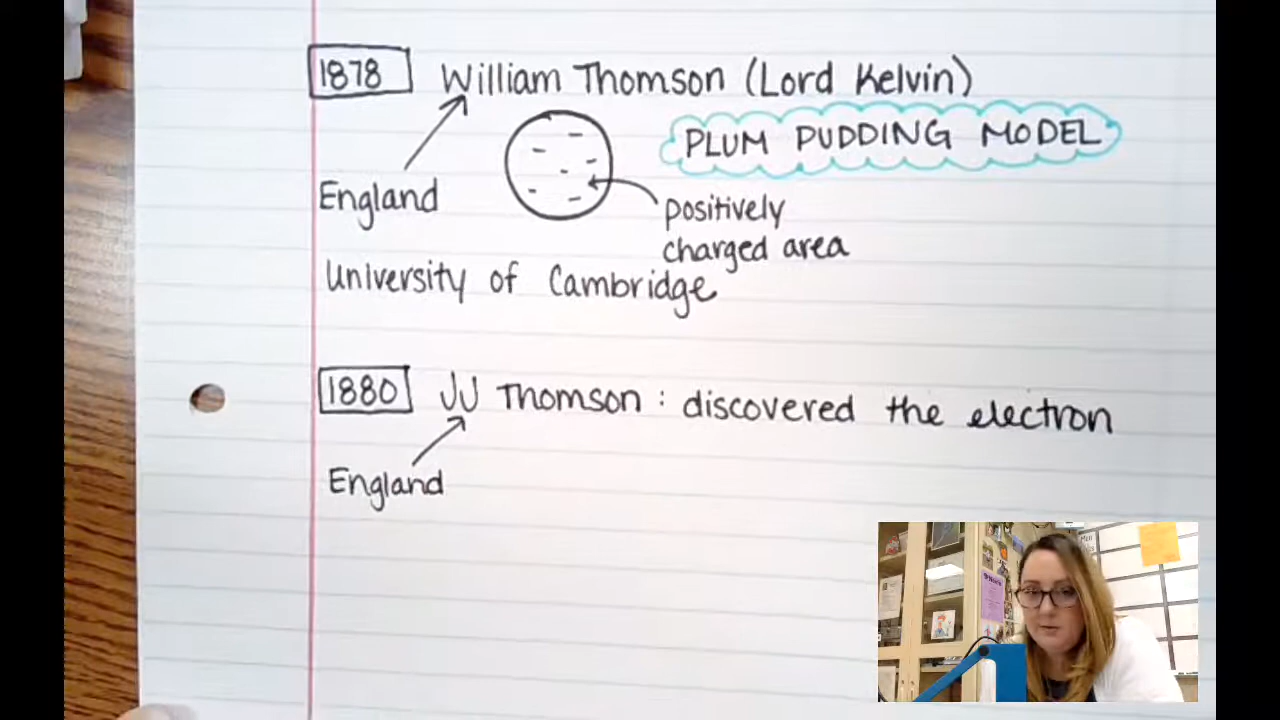 1878 William Thomson (Lord Kelvin)
PLUM PUDDING MODEL
England
positively
charged area
University of Cambridge
1880 JJ Thomson : discovered the electron
England